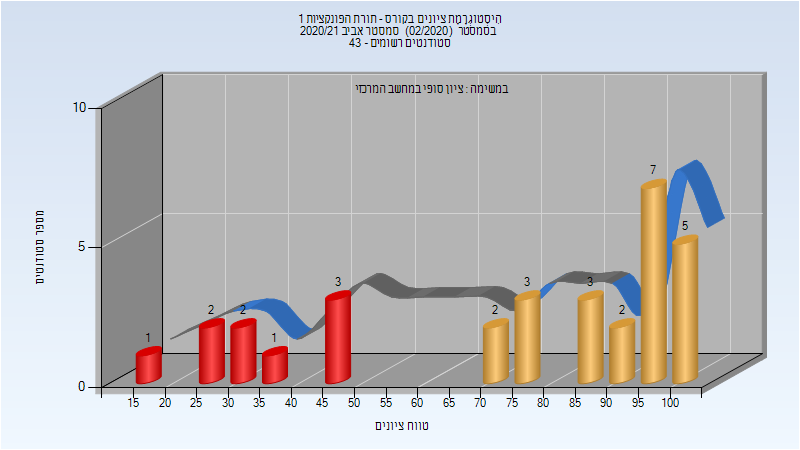 היסטוגרמת ציונים בקורס - תורת הפונקציות 1
בסמסטר (02/2020) סמסטר אביב 2020/21
סטודנטים רשומים - 43
במשימה : ציון סופי במחשב המרכזי
מספר סטודנטים
10
5
0
1
2
2
1
3
2
3
3
2
7
5
15 20 25 30 35 40 45 50 55 60 65 70 75 80 85 90 95 100
טווח ציונים